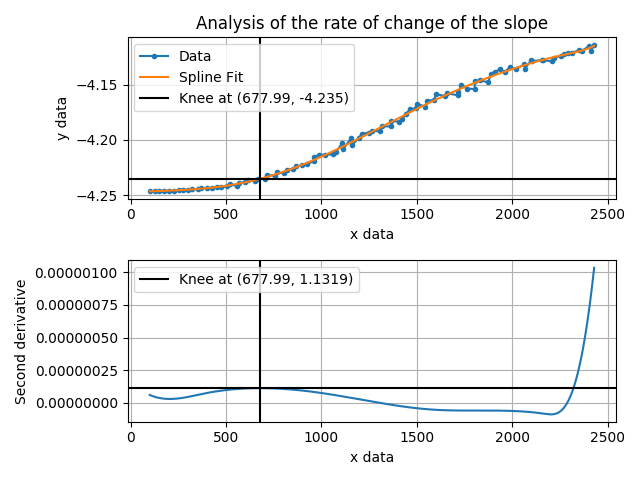 Analysis of the rate of change of the slope
Data
Spline Fit
Knee at (677.99, -4.235)
y data
−4.15
−4.20
−4.25
0 500 1000 1500 2000 2500
x data
Knee at (677.99, 1.1319)
Second derivative
0.00000100
0.00000075
0.00000050
0.00000025
0.00000000
0 500 1000 1500 2000 2500
x data